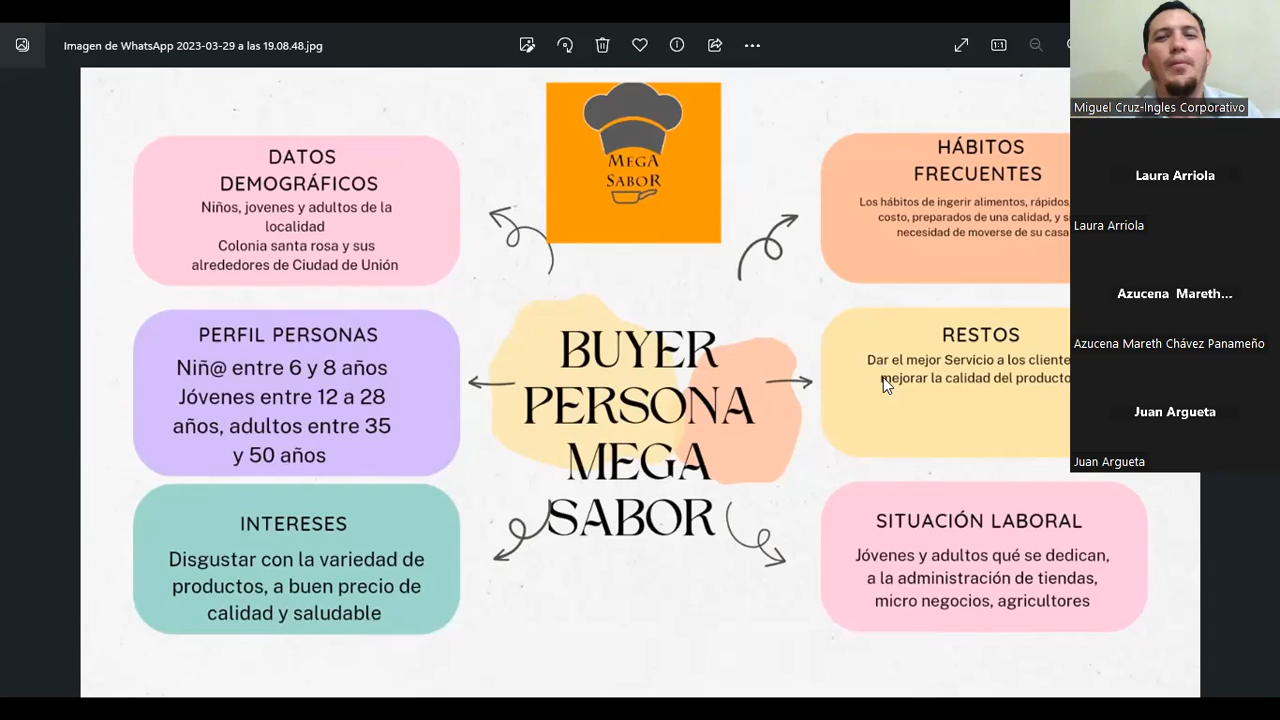 Imagen de WhatsApp 2023-03-29 a las 19.08.48.jpg
1:1
MEGA
SABOR
DATOS
DEMOGRÁFICOS
Niños, jovenes y adultos de la
localidad
Colonia santa rosa y sus
alrededores de Ciudad de Unión
PERFIL PERSONAS
Niñ@ entre 6 y 8 años
Jóvenes entre 12 a 28
años, adultos entre 35
y 50 años
INTERESES
Disgustar con la variedad de
productos, a buen precio de
calidad y saludable
BUYER
PERSONA
MEGA
SABOR
HÁBITOS
FRECUENTES
Los hábitos de ingerir alimentos, rápidos,
costo, preparados de una calidad, y
necesidad de moverse de su casa
RESTOS
Dar el mejor Servicio a los
mejorar la calidad del producto
SITUACIÓN LABORAL
Jóvenes y adultos qué se dedican,
a la administración de tiendas,
micro negocios, agricultores
Miguel Cruz-Ingles Corporativo
Laura Arriola
Laura Arriola
Azucena Mareth...
Azucena Mareth Chávez Panameño
Juan Argueta
Juan Argueta